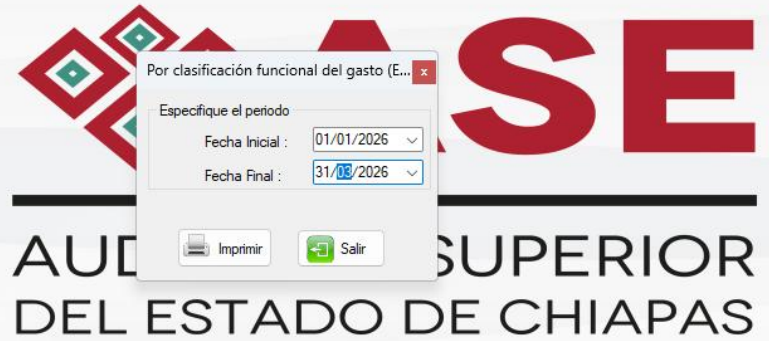 ASE
Por clasificación funcional del gasto (E... x
Especifique el periodo
Fecha Inicial : 01/01/2026
Fecha Final : 31/03/2026
Imprimir Salir
AUD SUPERIOR
DEL ESTADO DE CHIAPAS